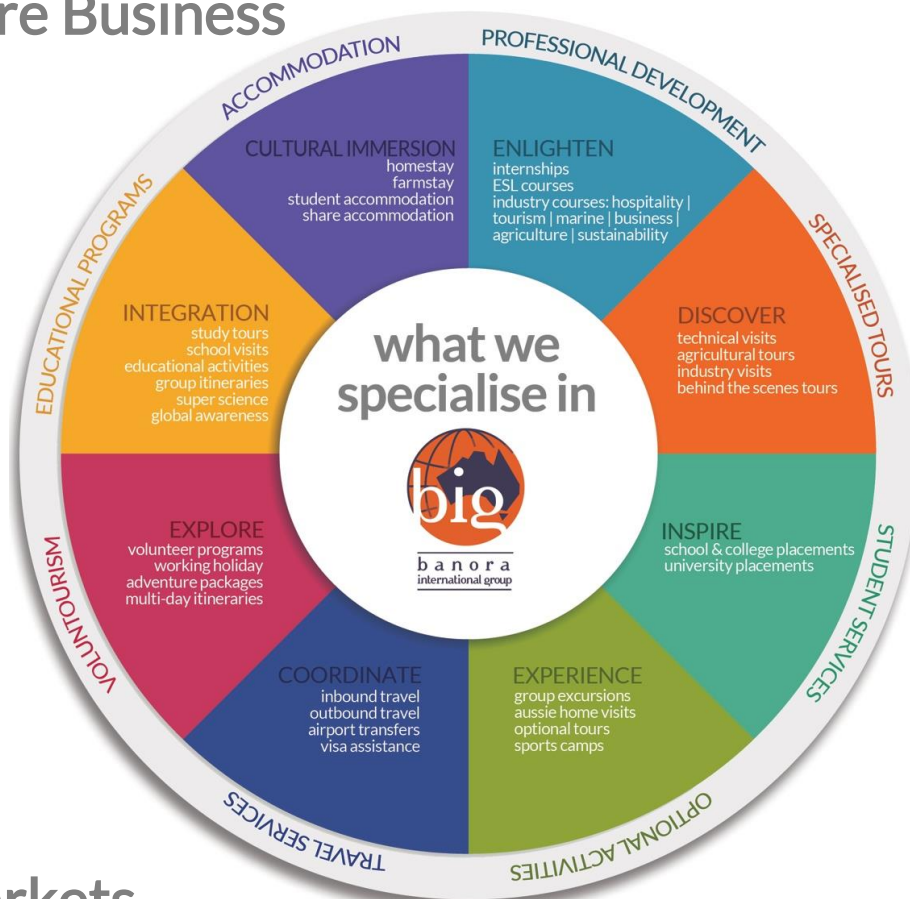 re Business
ACCOMMODATION
PROFESSIONAL DEVELOPMENT
SPECIALISED TOURS
STUDENT SERVICES
OPTIONAL ACTIVITIES
TRAVEL SERVICES
VOLUNTOURISM
EDUCATIONAL PROGRAMS
CULTURAL IMMERSION
homestay
farmstay
student accommodation
share accommodation
ENLIGHTEN
internships
ESL courses
industry courses: hospitality |
tourism | marine | business |
agriculture | sustainability
DISCOVER
technical visits
agricultural tours
industry visits
behind the scenes tours
INSPIRE
school & college placements
university placements
EXPERIENCE
group excursions
aussie home visits
optional tours
sports camps
COORDINATE
inbound travel
outbound travel
airport transfers
visa assistance
EXPLORE
volunteer programs
working holiday
adventure packages
multi-day itineraries
INTEGRATION
study tours
school visits
educational activities
group itineraries
super science
global awareness
what we
specialise in
big
banora
international group